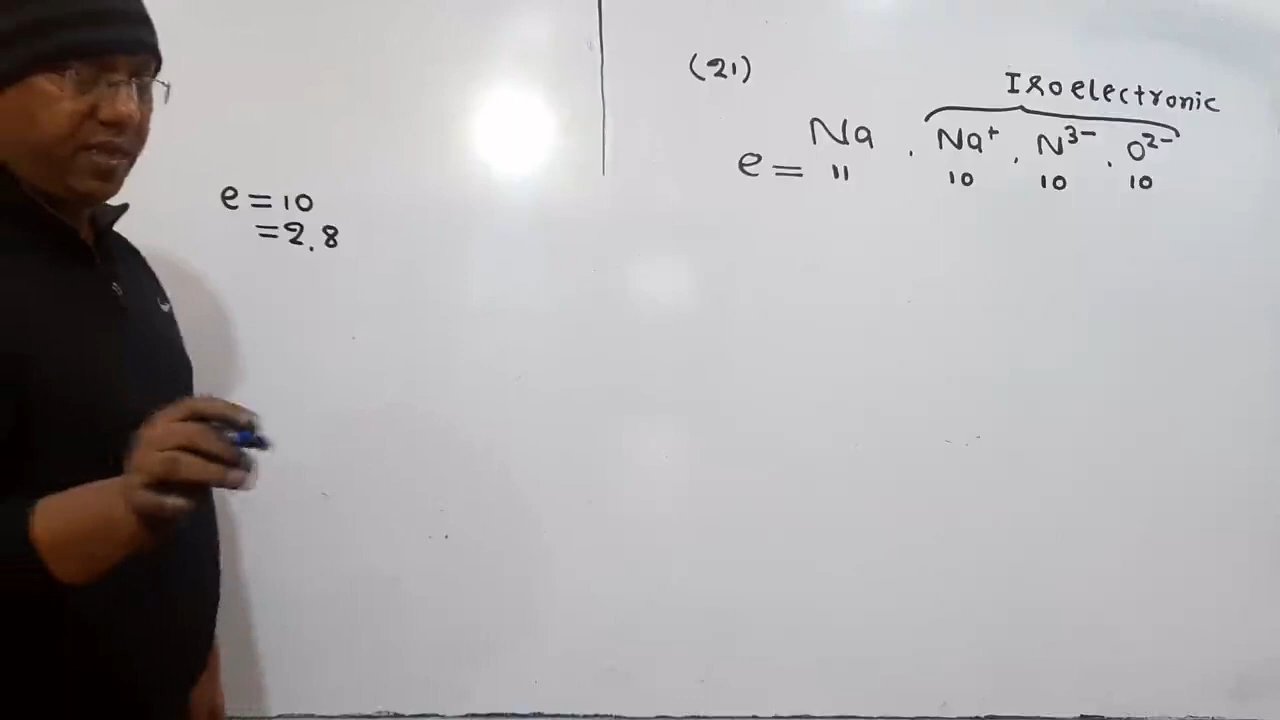 e = 10
= 2.8
(21)
Isoelectronic
Na . Na⁺ . N³⁻ . O²⁻
e = 11 10 10 10